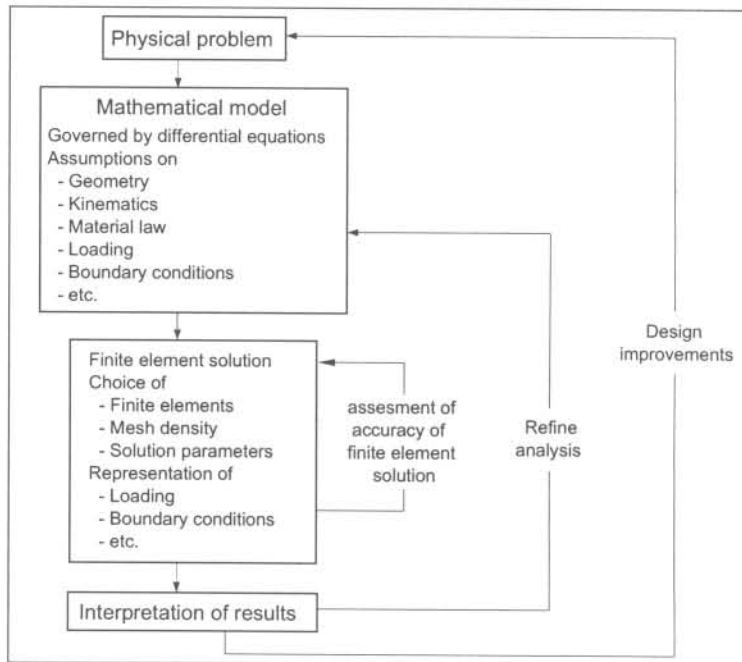 Physical problem
Mathematical model
Governed by differential equations
Assumptions on
- Geometry
- Kinematics
- Material law
- Loading
- Boundary conditions
- etc.
Finite element solution
Choice of
- Finite elements
- Mesh density
- Solution parameters
Representation of
- Loading
- Boundary conditions
- etc.
assesment of
accuracy of
finite element
solution
Refine
analysis
Design
improvements
Interpretation of results